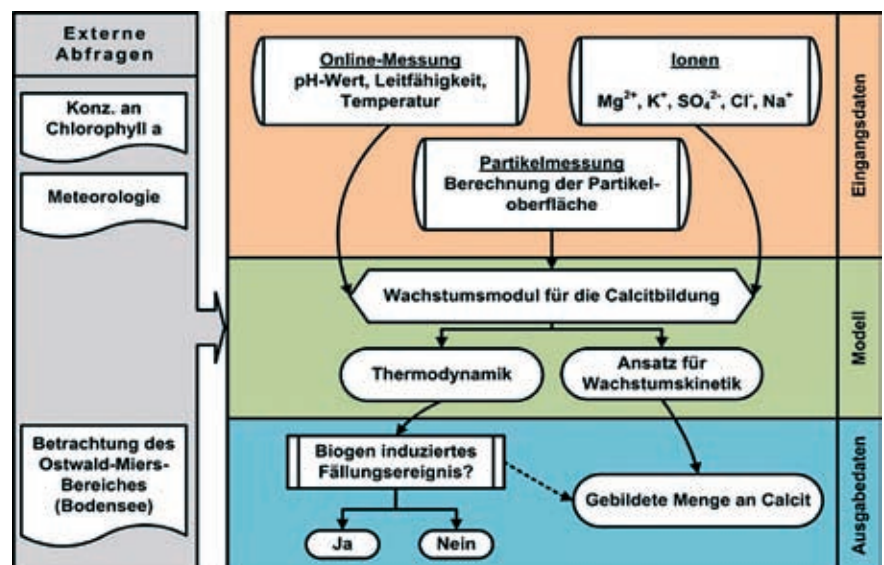 Externe
Abfragen
Konz. an
Chlorophyll a
Meteorologie
Betrachtung des
Ostwald-Miers-
Bereiches
(Bodensee)
Online-Messung
pH-Wert, Leitfähigkeit,
Temperatur
Ionen
Mg²⁺, K⁺, SO₄²⁻, Cl⁻, Na⁺
Partikelmessung
Berechnung der Partikel-
oberfläche
Eingangsdaten
Wachstumsmodul für die Calcitbildung
Thermodynamik
Ansatz für
Wachstumskinetik
Modell
Biogen induziertes
Fällungsereignis?
Gebildete Menge an Calcit
Ja
Nein
Ausgabedaten